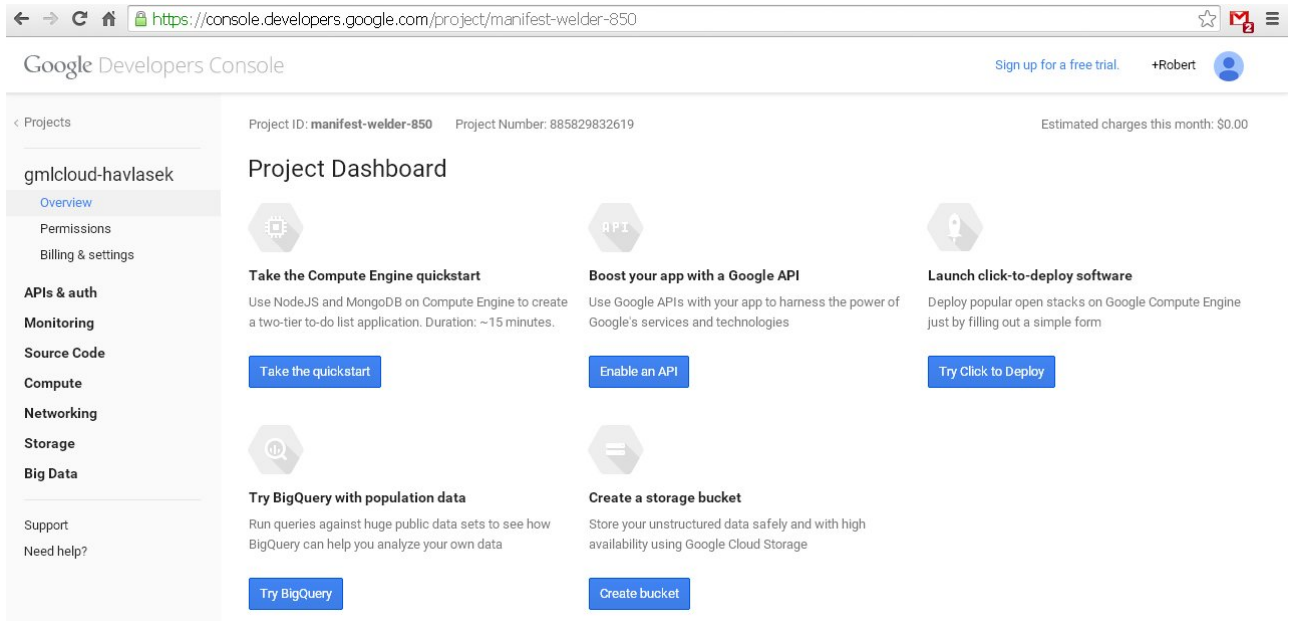 https://console.developers.google.com/project/manifest-welder-850
2
Google Developers Console
Sign up for a free trial.
+Robert
< Projects
gmlcloud-havlasek
Overview
Permissions
Billing & settings
APIs & auth
Monitoring
Source Code
Compute
Networking
Storage
Big Data
Support
Need help?
Project ID: manifest-welder-850 Project Number: 885829832619
Estimated charges this month: $0.00
Project Dashboard
Take the Compute Engine quickstart
Use NodeJS and MongoDB on Compute Engine to create
a two-tier to-do list application. Duration: ~15 minutes.
Take the quickstart
API
Boost your app with a Google API
Use Google APIs with your app to harness the power of
Google's services and technologies
Enable an API
Launch click-to-deploy software
Deploy popular open stacks on Google Compute Engine
just by filling out a simple form
Try Click to Deploy
Try BigQuery with population data
Run queries against huge public data sets to see how
BigQuery can help you analyze your own data
Try BigQuery
Create a storage bucket
Store your unstructured data safely and with high
availability using Google Cloud Storage
Create bucket